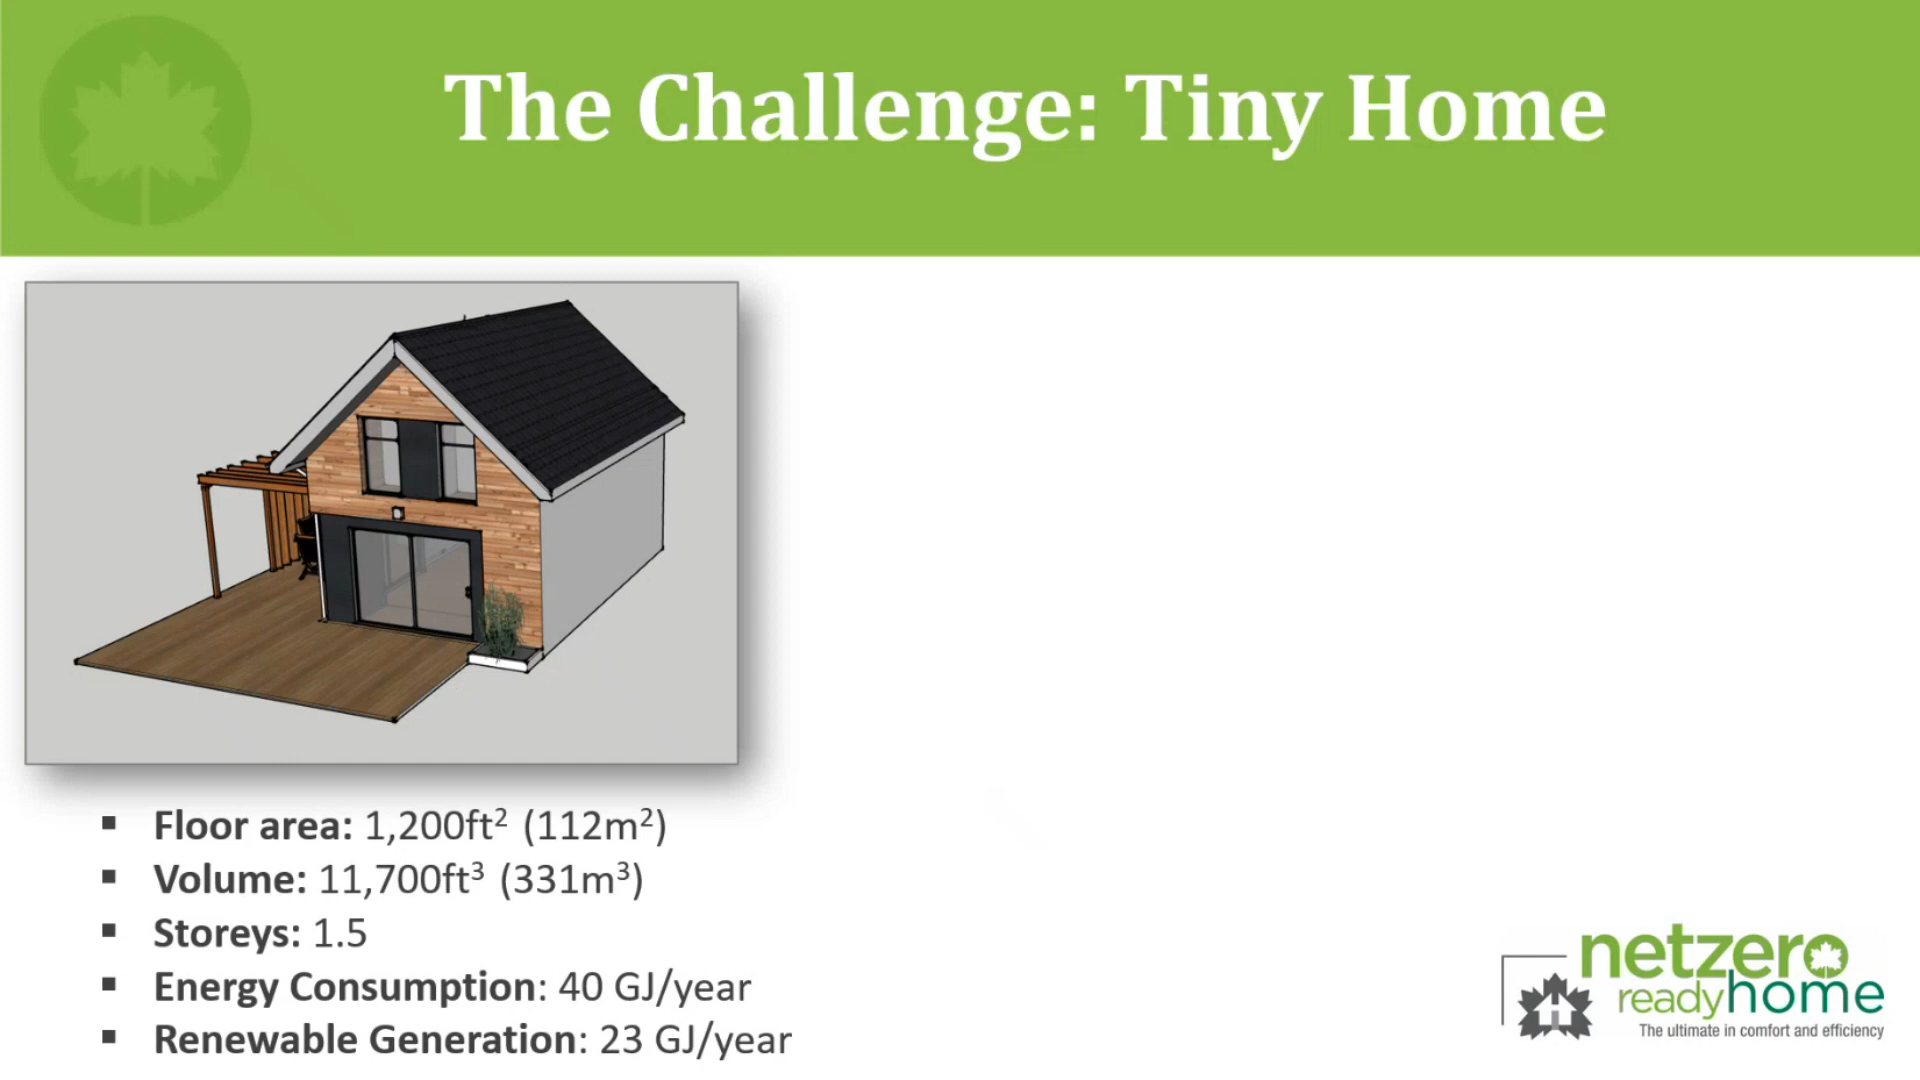 The Challenge: Tiny Home
▪ Floor area: 1,200ft² (112m²)
▪ Volume: 11,700ft³ (331m³)
▪ Storeys: 1.5
▪ Energy Consumption: 40 GJ/year
▪ Renewable Generation: 23 GJ/year
netzero
readyhome
The ultimate in comfort and efficiency